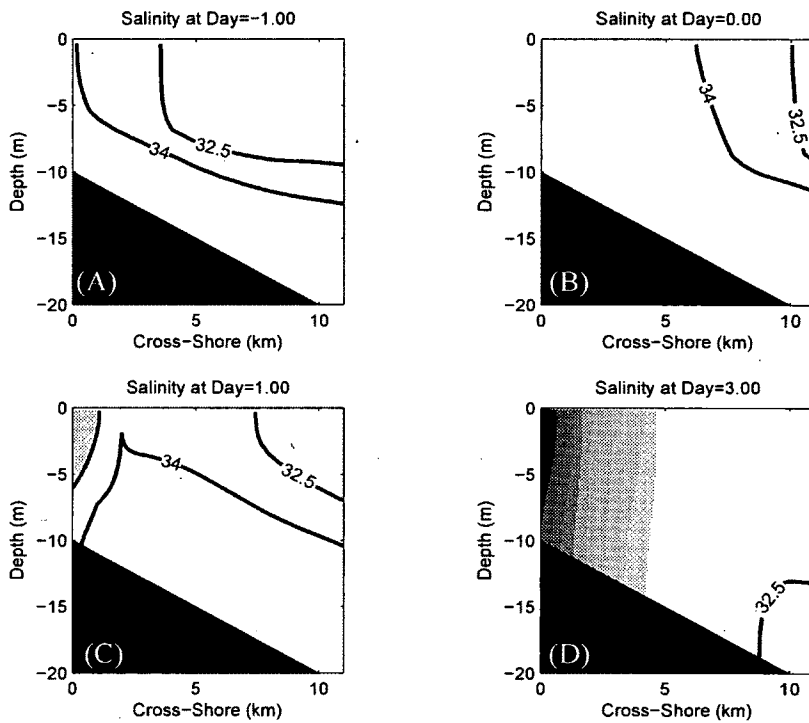 Salinity at Day=−1.00
0
−5
−10
−15
−20
Depth (m)
34
32.5
(A)
0
5
10
Cross−Shore (km)
Salinity at Day=0.00
0
−5
−10
−15
−20
Depth (m)
34
32.5
(B)
0
5
10
Cross−Shore (km)
Salinity at Day=1.00
0
−5
−10
−15
−20
Depth (m)
34
32.5
(C)
0
5
10
Cross−Shore (km)
Salinity at Day=3.00
0
−5
−10
−15
−20
Depth (m)
32.5
(D)
0
5
10
Cross−Shore (km)